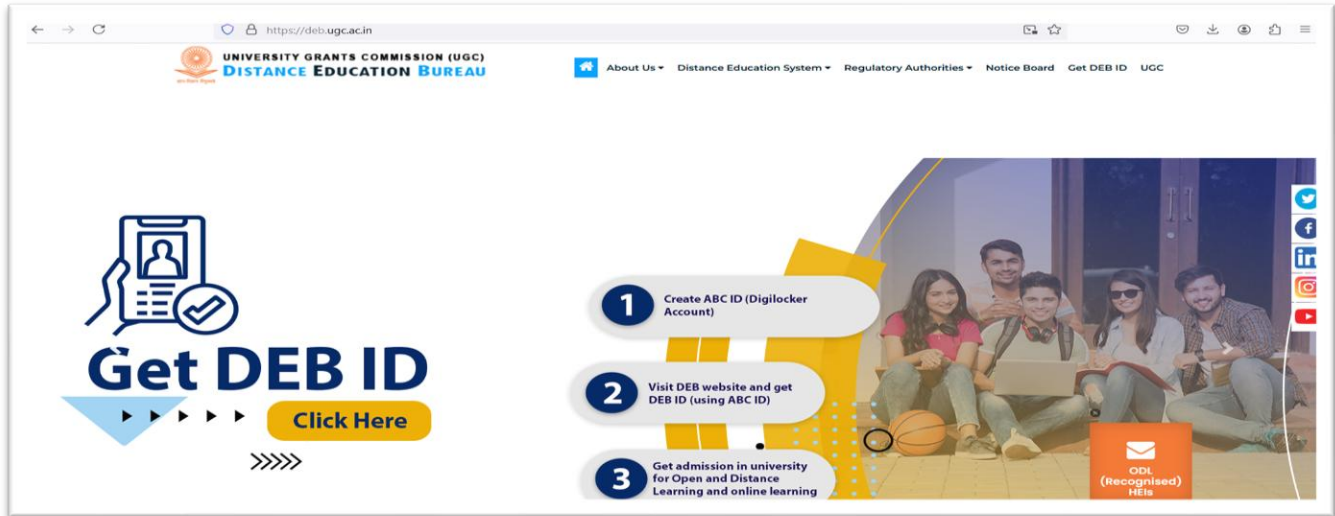 https://deb.ugc.ac.in
UNIVERSITY GRANTS COMMISSION (UGC)
DISTANCE EDUCATION BUREAU
About Us Distance Education System Regulatory Authorities Notice Board Get DEB ID UGC
Get DEB ID
Click Here
1 Create ABC ID (Digilocker
Account)
2 Visit DEB website and get
DEB ID (using ABC ID)
3 Get admission in university
for Open and Distance
Learning and online learning
ODL
(Recognised)
HEIs